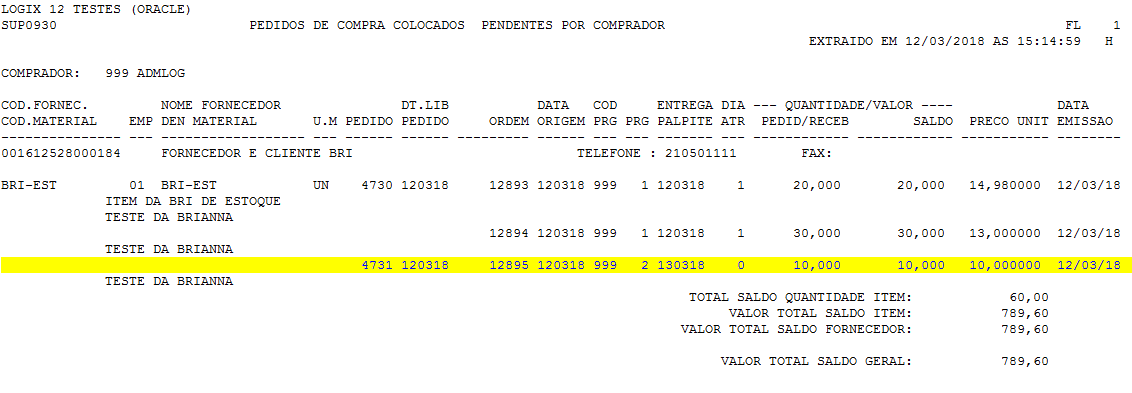 LOGIX 12 TESTES (ORACLE)
SUP0930 PEDIDOS DE COMPRA COLOCADOS PENDENTES POR COMPRADOR FL 1
EXTRAIDO EM 12/03/2018 AS 15:14:59 H
COMPRADOR: 999 ADMLOG
COD.FORNEC. NOME FORNECEDOR DT.LIB DATA COD ENTREGA DIA --- QUANTIDADE/VALOR ---- DATA
COD.MATERIAL EMP DEN MATERIAL U.M PEDIDO PEDIDO ORDEM ORIGEM PRG PRG PALPITE ATR PEDID/RECEB SALDO PRECO UNIT EMISSAO
--------------- --- ------------------ --- ------ ------ --------- ------ --- --- ------- --- ------------ ------------ ---------- --------
001612528000184 FORNECEDOR E CLIENTE BRI TELEFONE : 210501111 FAX:
BRI-EST 01 BRI-EST UN 4730 120318 12893 120318 999 1 120318 1 20,000 20,000 14,980000 12/03/18
ITEM DA BRI DE ESTOQUE
TESTE DA BRIANNA
12894 120318 999 1 120318 1 30,000 30,000 13,000000 12/03/18
TESTE DA BRIANNA
4731 120318 12895 120318 999 2 130318 0 10,000 10,000 10,000000 12/03/18
TESTE DA BRIANNA
TOTAL SALDO QUANTIDADE ITEM: 60,00
VALOR TOTAL SALDO ITEM: 789,60
VALOR TOTAL SALDO FORNECEDOR: 789,60
VALOR TOTAL SALDO GERAL: 789,60